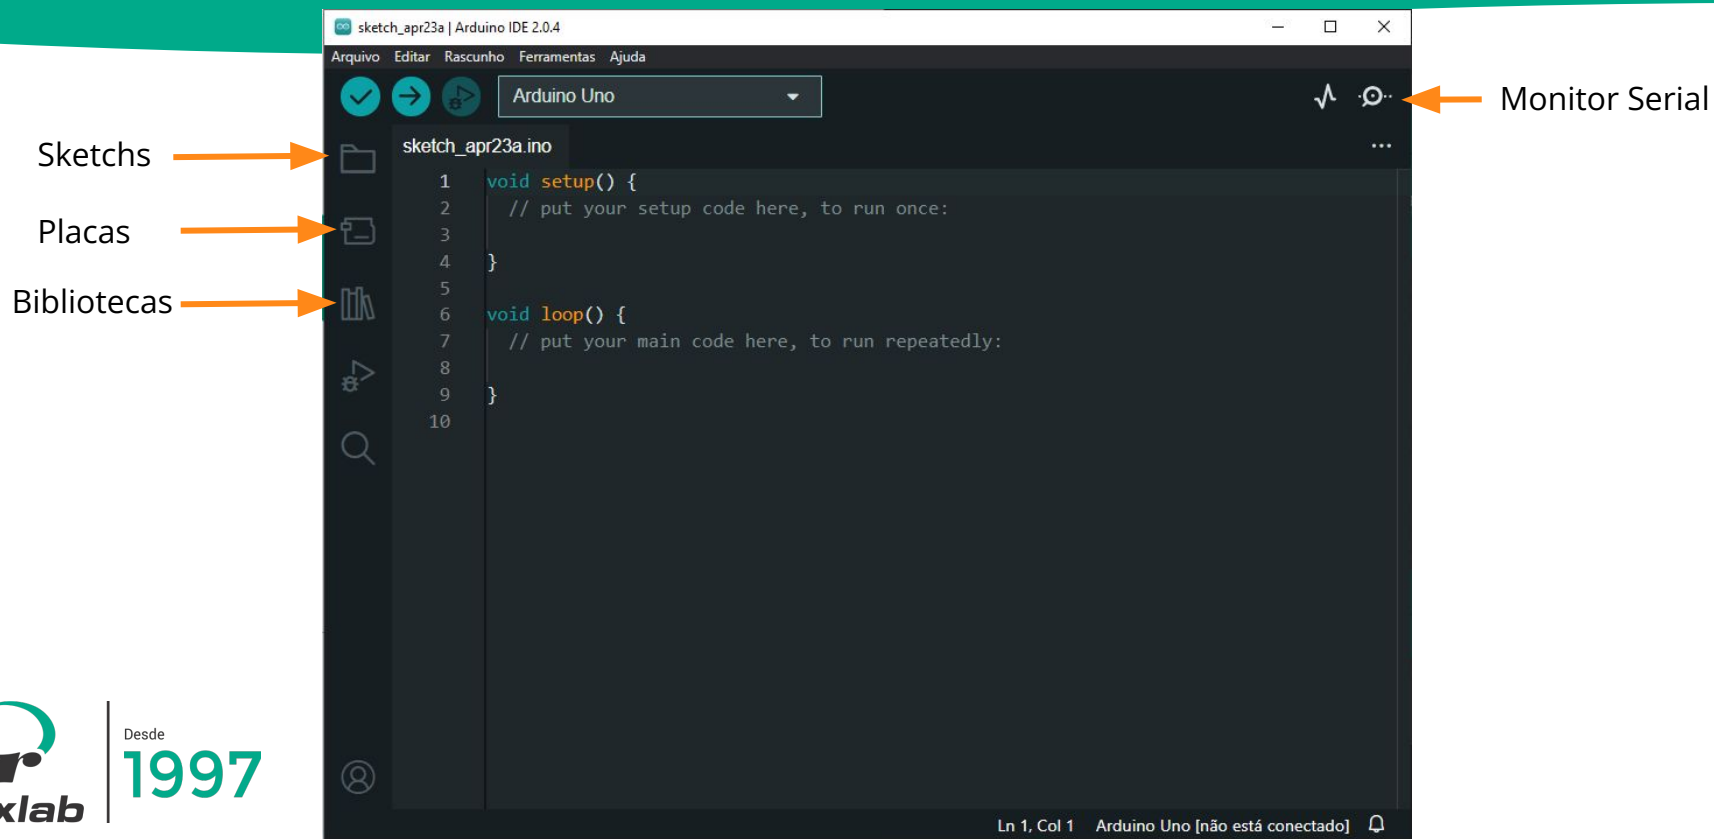 sketch_apr23a | Arduino IDE 2.0.4
Arquivo Editar Rascunho Ferramentas Ajuda
Arduino Uno
Monitor Serial
Sketchs
Placas
Bibliotecas
sketch_apr23a.ino
1 void setup() {
2 // put your setup code here, to run once:
3
4 }
5
6 void loop() {
7 // put your main code here, to run repeatedly:
8
9 }
10
Desde
1997
xlab
Ln 1, Col 1 Arduino Uno [não está conectado]